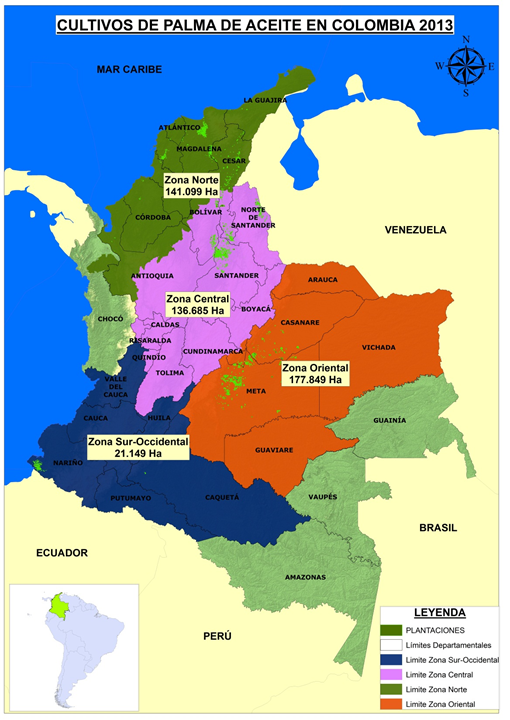 CULTIVOS DE PALMA DE ACEITE EN COLOMBIA 2013
N
W E
S
MAR CARIBE
LA GUAJIRA
ATLÁNTICO
MAGDALENA
CESAR
Zona Norte
141.099 Ha
BOLÍVAR
NORTE
DE
SANTANDER
CÓRDOBA
VENEZUELA
ANTIOQUIA
SANTANDER
ARAUCA
Zona Central
136.685 Ha
BOYACÁ
CHOCÓ
CALDAS
CASANARE
RISARALDA
VICHADA
QUINDÍO
CUNDINAMARCA
Zona Oriental
177.849 Ha
TOLIMA
VALLE
DEL
CAUCA
META
CAUCA
HUILA
GUAINÍA
Zona Sur-Occidental
21.149 Ha
GUAVIARE
NARIÑO
PUTUMAYO
CAQUETÁ
VAUPÉS
BRASIL
ECUADOR
AMAZONAS
PERÚ
LEYENDA
PLANTACIONES
Límites Departamentales
Limite Zona Sur-Occidental
Limite Zona Central
Limite Zona Norte
Limite Zona Oriental